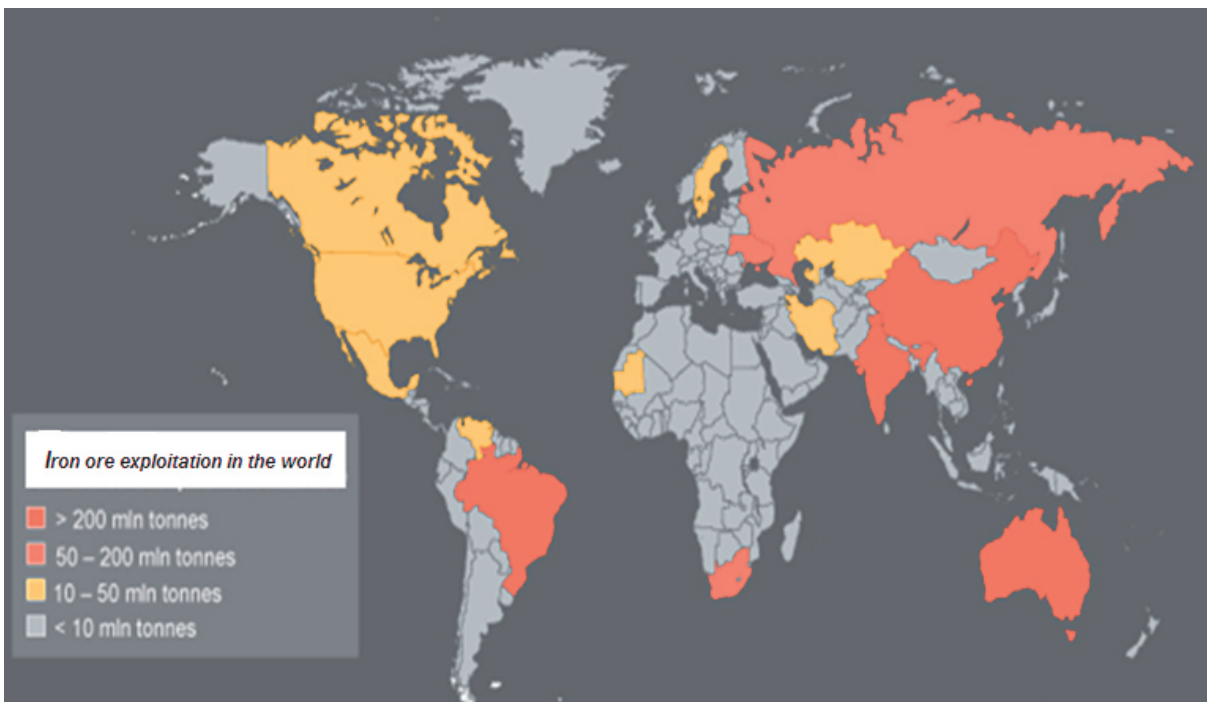 Iron ore exploitation in the world
> 200 mln tonnes
50 – 200 mln tonnes
10 – 50 mln tonnes
< 10 mln tonnes